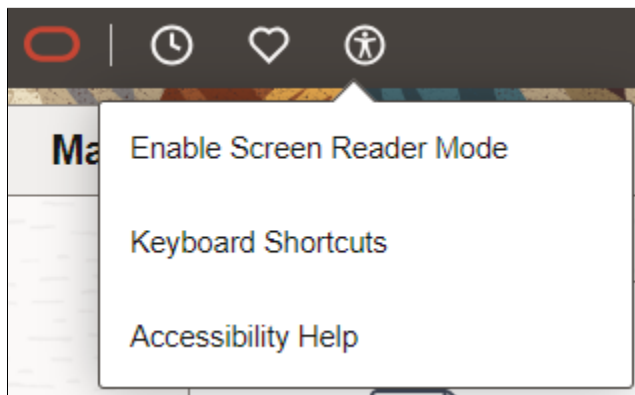 Ma
Enable Screen Reader Mode
Keyboard Shortcuts
Accessibility Help